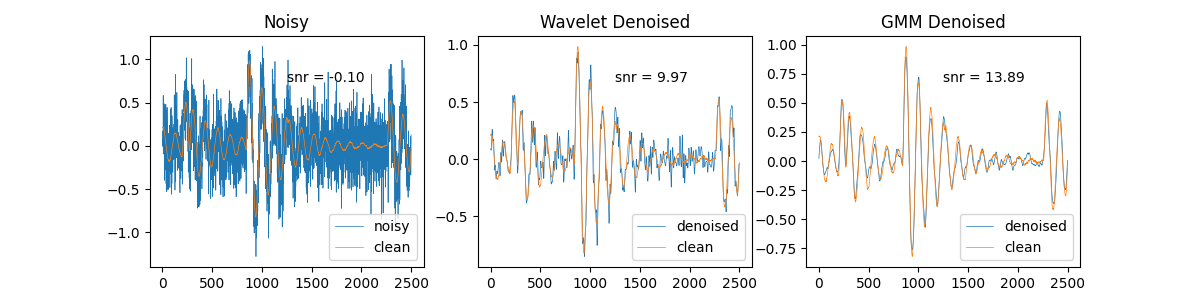 Noisy
1.0
0.5
0.0
−0.5
−1.0
snr = -0.10
noisy
clean
0 500 1000 1500 2000 2500
Wavelet Denoised
1.0
0.5
0.0
−0.5
snr = 9.97
denoised
clean
0 500 1000 1500 2000 2500
GMM Denoised
1.00
0.75
0.50
0.25
0.00
−0.25
−0.50
−0.75
snr = 13.89
denoised
clean
0 500 1000 1500 2000 2500